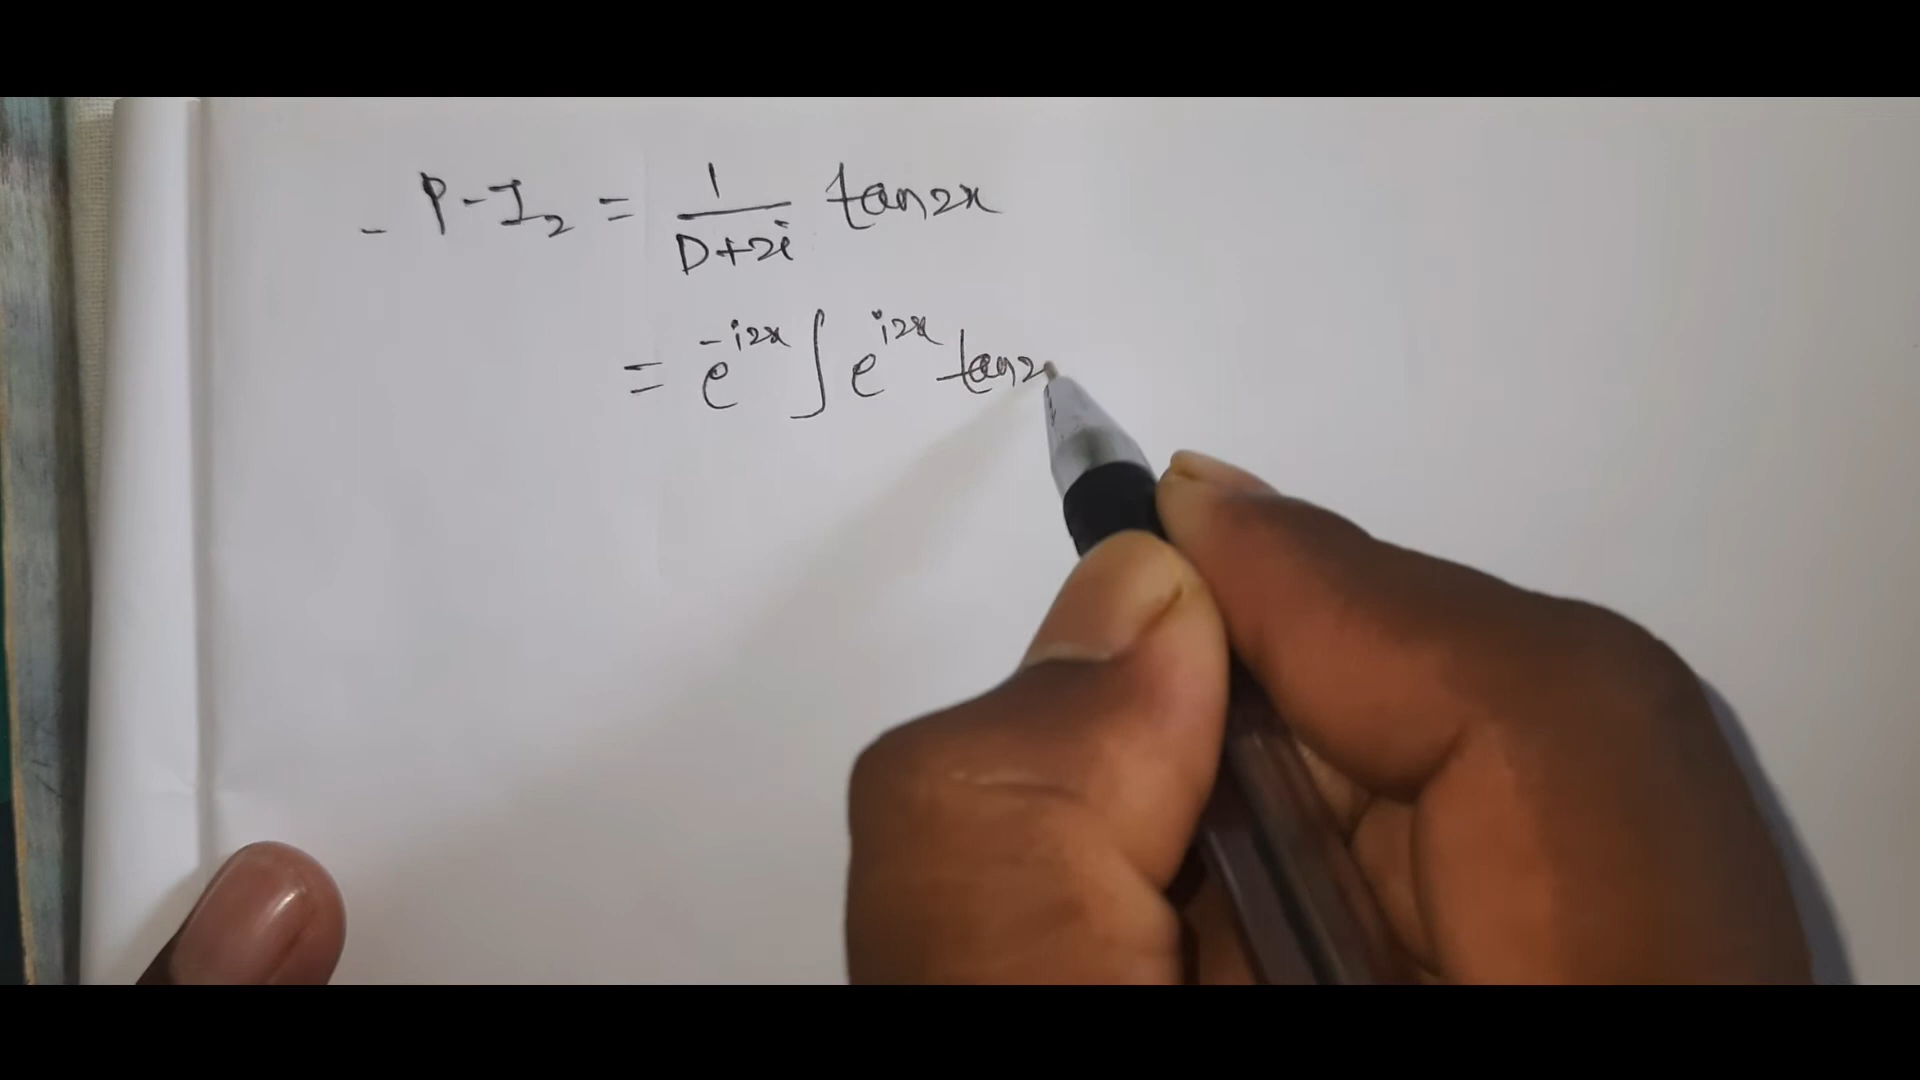 - P-I₂ = 1/(D+2i) tan2x
= e^(-i2x) ∫ e^(i2x) tan2